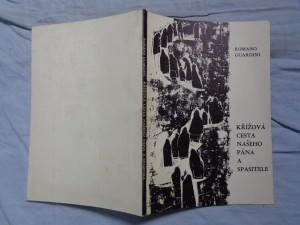 ROMANO
GUARDINI
KŘÍŽOVÁ
CESTA
NAŠEHO
PÁNA
A
SPASITELE